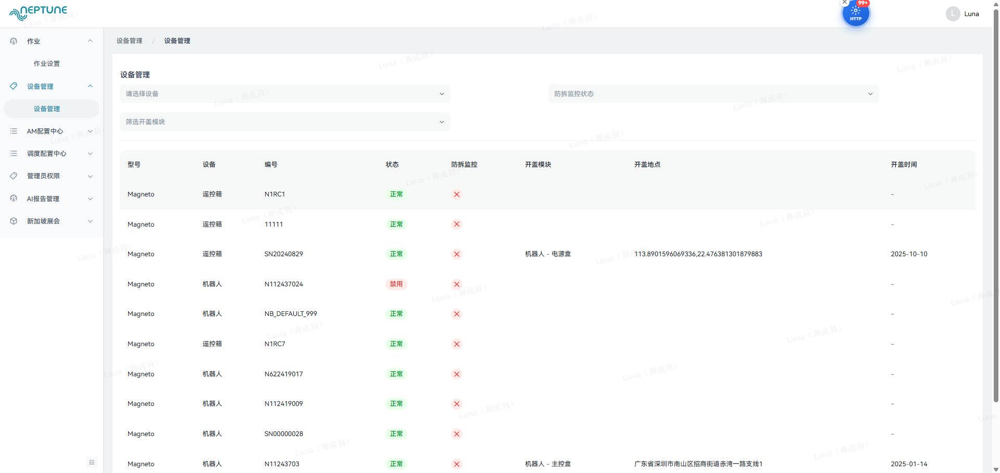 NEPTUNE
99+
HTTP
L
Luna
作业
作业设置
设备管理
设备管理
AM配置中心
调度配置中心
管理员权限
AI报告管理
新加坡展会
设备管理 / 设备管理
设备管理
请选择设备
防拆监控状态
筛选开盖模块
型号 设备 编号 状态 防拆监控 开盖模块 开盖地点 开盖时间
Magneto 遥控箱 N1RC1 正常 -
Magneto 遥控箱 11111 正常 -
Magneto 遥控箱 SN20240829 正常 机器人 - 电源盒 113.8901596069336,22.476381301879883 2025-10-10
Magneto 机器人 N112437024 禁用 -
Magneto 机器人 NB_DEFAULT_999 正常 -
Magneto 遥控箱 N1RC7 正常 -
Magneto 机器人 N622419017 正常 -
Magneto 机器人 N112419009 正常 -
Magneto 机器人 SN00000028 正常 -
Magneto 机器人 N11243703 正常 机器人 - 主控盒 广东省深圳市南山区招商街道赤湾一路支线1 2025-01-14